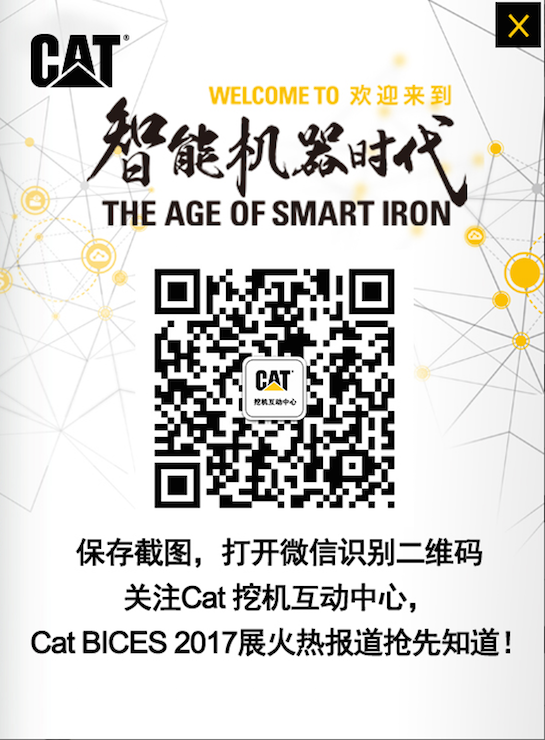 CAT®
WELCOME TO 欢迎来到
智能机器时代
THE AGE OF SMART IRON
CAT
挖机互动中心
保存截图，打开微信识别二维码
关注Cat 挖机互动中心，
Cat BICES 2017展火热报道抢先知道！